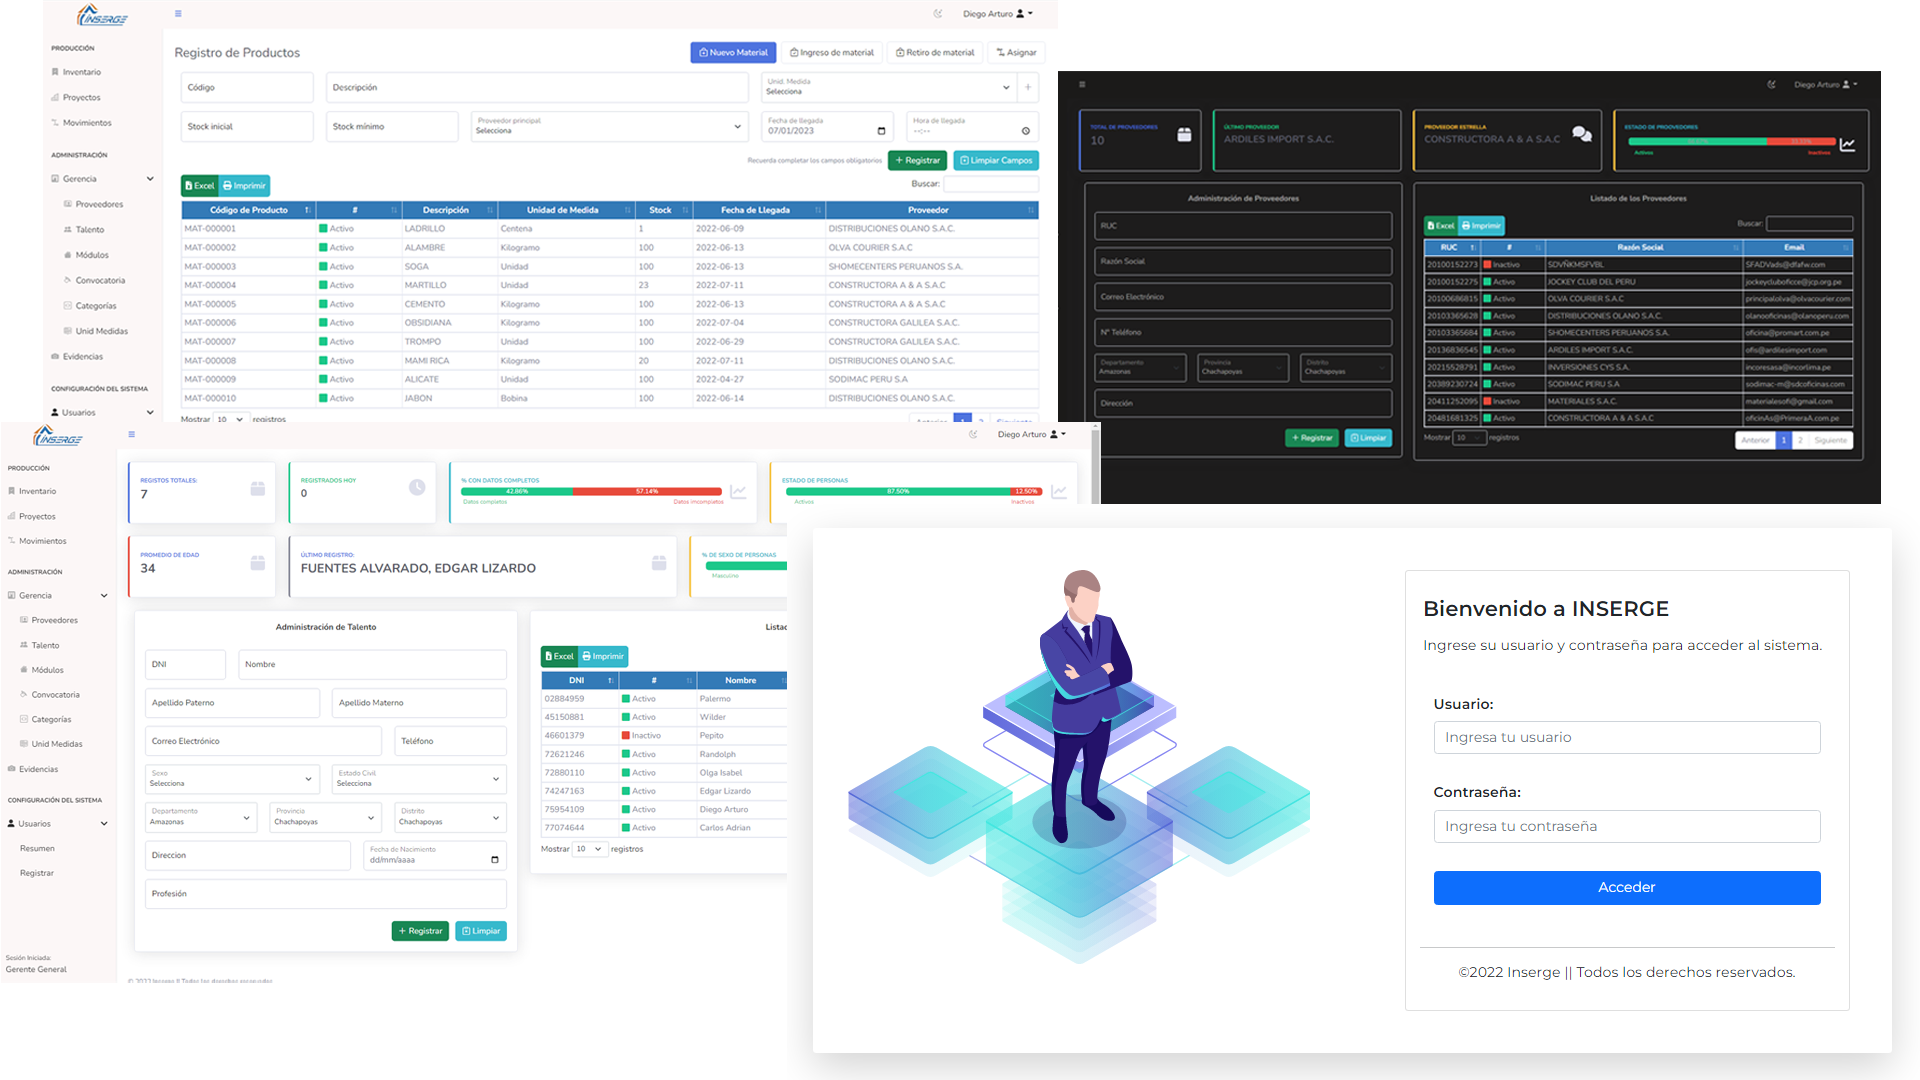 INSERGE
Diego Arturo
PRODUCCIÓN
Inventario
Proyectos
Movimientos
ADMINISTRACIÓN
Gerencia
Proveedores
Talento
Módulos
Convocatoria
Categorías
Unid Medidas
Evidencias
CONFIGURACIÓN DEL SISTEMA
Usuarios
Registro de Productos
Nuevo Material
Ingreso de material
Retiro de material
Asignar
Código
Descripción
Unid. Medida
Selecciona
+
Stock inicial
Stock mínimo
Proveedor principal
Selecciona
Fecha de llegada
07/01/2023
Hora de llegada
--:--
Recuerda completar los campos obligatorios
+ Registrar
Limpiar Campos
Excel Imprimir
Buscar:
Código de Producto # Descripción Unidad de Medida Stock Fecha de Llegada Proveedor
MAT-000001 Activo LADRILLO Centena 1 2022-06-09 DISTRIBUCIONES OLANO S.A.C.
MAT-000002 Activo ALAMBRE Kilogramo 100 2022-06-13 OLVA COURIER S.A.C
MAT-000003 Activo SOGA Unidad 100 2022-06-13 SHOMECENTERS PERUANOS S.A.
MAT-000004 Activo MARTILLO Unidad 23 2022-07-11 CONSTRUCTORA A & A S.A.C
MAT-000005 Activo CEMENTO Kilogramo 100 2022-06-13 CONSTRUCTORA A & A S.A.C
MAT-000006 Activo OBSIDIANA Kilogramo 100 2022-07-04 CONSTRUCTORA GALILEA S.A.C.
MAT-000007 Activo TROMPO Unidad 100 2022-06-29 CONSTRUCTORA GALILEA S.A.C.
MAT-000008 Activo MAMI RICA Kilogramo 20 2022-07-11 DISTRIBUCIONES OLANO S.A.C.
MAT-000009 Activo ALICATE Unidad 100 2022-04-27 SODIMAC PERU S.A
MAT-000010 Activo JABÓN Bobina 100 2022-06-14 DISTRIBUCIONES OLANO S.A.C.
Mostrar 10 registros
Diego Arturo
TOTAL DE PROVEEDORES
10
ÚLTIMO PROVEEDOR
ARDILES IMPORT S.A.C.
PROVEEDOR ESTRELLA
CONSTRUCTORA A & A S.A.C
ESTADO DE PROOVEDORES
Activos
Inactivos
Administración de Proveedores
RUC
Razón Social
Correo Electrónico
N° Teléfono
Departamento
Amazonas
Provincia
Chachapoyas
Distrito
Chachapoyas
Dirección
+ Registrar
Limpiar
Listado de los Proveedores
Excel Imprimir
Buscar:
RUC # Razón Social Email
20100152273 Inactivo SDVÑKMSFVBL SFADVads@dfafw.com
20100152275 Activo JOCKEY CLUB DEL PERU jockeycluboficce@jcp.org.pe
20100686815 Activo OLVA COURIER S.A.C principalolva@olvacourier.com
20103365628 Activo DISTRIBUCIONES OLANO S.A.C. olanooficinas@olanoperu.com
20103365684 Activo SHOMECENTERS PERUANOS S.A. oficina@promart.com.pe
20136836545 Activo ARDILES IMPORT S.A.C. ofis@ardilesimport.com
20215528791 Activo INVERSIONES CYS S.A. incoresasa@incorlima.pe
20389230724 Activo SODIMAC PERU S.A sodimac-m@sdcoficinas.com
20411252095 Inactivo MATERIALES S.A.C. materialesofi@gmail.com
20481681325 Activo CONSTRUCTORA A & A S.A.C oficinAs@PrimeraA.com.pe
Mostrar 10 registros
Anterior 1 2 Siguiente
INSERGE
Diego Arturo
PRODUCCIÓN
Inventario
Proyectos
Movimientos
ADMINISTRACIÓN
Gerencia
Proveedores
Talento
Módulos
Convocatoria
Categorías
Unid Medidas
Evidencias
CONFIGURACIÓN DEL SISTEMA
Usuarios
Resumen
Registrar
Sesión Iniciada:
Gerente General
REGISTOS TOTALES:
7
REGISTRADOS HOY
0
% CON DATOS COMPLETOS
42.86% 57.14%
Datos completos Datos incompletos
ESTADO DE PERSONAS
87.50% 12.50%
Activos Inactivos
PROMEDIO DE EDAD
34
ÚLTIMO REGISTRO:
FUENTES ALVARADO, EDGAR LIZARDO
% DE SEXO DE PERSONAS
Masculino
Administración de Talento
DNI
Nombre
Apellido Paterno
Apellido Materno
Correo Electrónico
Teléfono
Sexo
Selecciona
Estado Civil
Selecciona
Departamento
Amazonas
Provincia
Chachapoyas
Distrito
Chachapoyas
Direccion
Fecha de Nacimiento
dd/mm/aaaa
Profesión
+ Registrar
Limpiar
Listac
Excel Imprimir
DNI # Nombre
02884959 Activo Palermo
45150881 Activo Wilder
46601379 Inactivo Pepito
72621246 Activo Randolph
72880110 Activo Olga Isabel
74247163 Activo Edgar Lizardo
75954109 Activo Diego Arturo
77074644 Activo Carlos Adrian
Mostrar 10 registros
Bienvenido a INSERGE
Ingrese su usuario y contraseña para acceder al sistema.
Usuario:
Ingresa tu usuario
Contraseña:
Ingresa tu contraseña
Acceder
©2022 Inserge || Todos los derechos reservados.